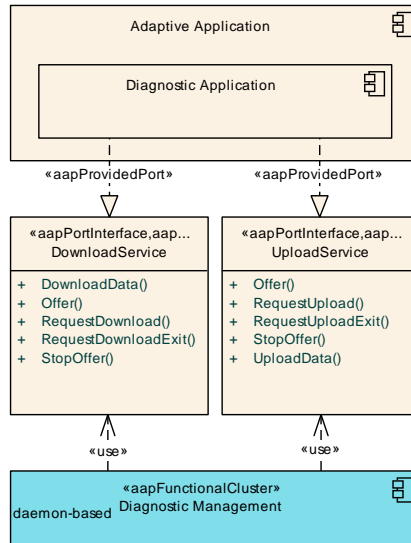 Adaptive Application
Diagnostic Application
«aapProvidedPort» «aapProvidedPort»
«aapPortInterface,aap...
DownloadService
+ DownloadData()
+ Offer()
+ RequestDownload()
+ RequestDownloadExit()
+ StopOffer()
«aapPortInterface,aap...
UploadService
+ Offer()
+ RequestUpload()
+ RequestUploadExit()
+ StopOffer()
+ UploadData()
«use» «use»
«aapFunctionalCluster»
Diagnostic Management
daemon-based